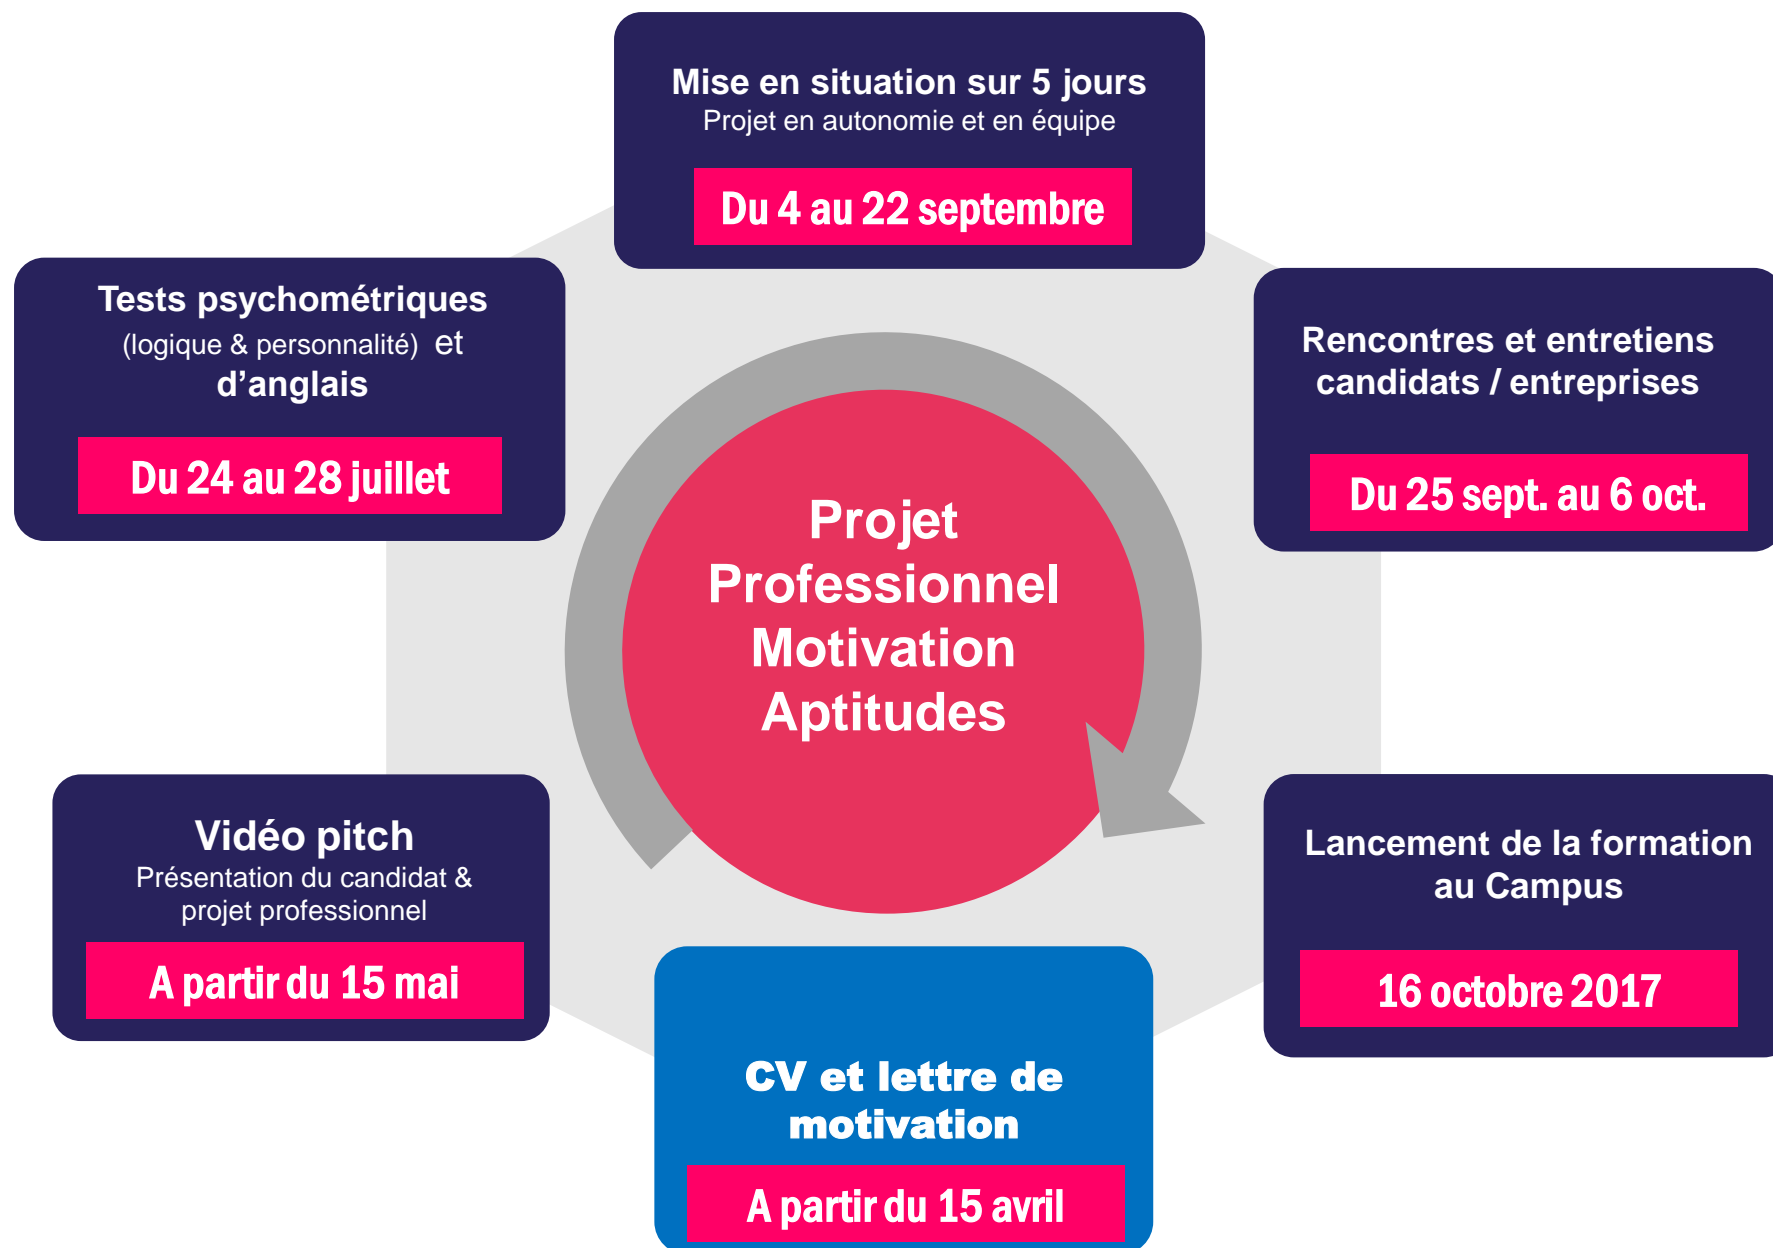 Mise en situation sur 5 jours
Projet en autonomie et en équipe
Du 4 au 22 septembre
Tests psychométriques
(logique & personnalité) et
d’anglais
Du 24 au 28 juillet
Rencontres et entretiens
candidats / entreprises
Du 25 sept. au 6 oct.
Projet
Professionnel
Motivation
Aptitudes
Vidéo pitch
Présentation du candidat &
projet professionnel
A partir du 15 mai
Lancement de la formation
au Campus
16 octobre 2017
CV et lettre de
motivation
A partir du 15 avril